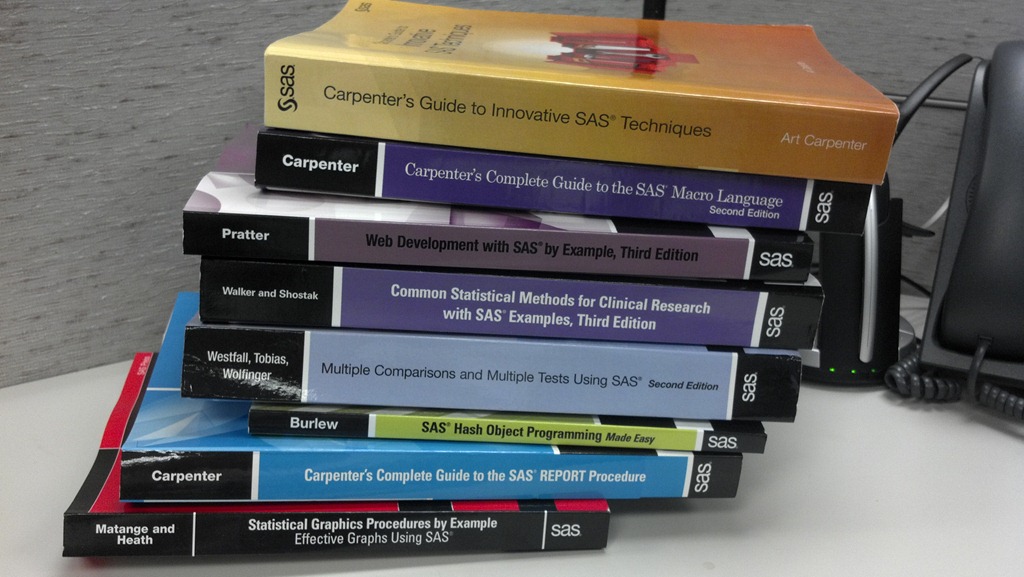 sas
Innovative
SAS® Techniques
sas
Carpenter's Guide to Innovative SAS® Techniques
Art Carpenter
Carpenter
Carpenter's Complete Guide to the SAS® Macro Language
Second Edition
sas
Pratter
Web Development with SAS® by Example, Third Edition
sas
Walker and Shostak
Common Statistical Methods for Clinical Research
with SAS® Examples, Third Edition
sas
Westfall, Tobias,
Wolfinger
Multiple Comparisons and Multiple Tests Using SAS® Second Edition
sas
Burlew
SAS® Hash Object Programming Made Easy
sas
Carpenter
Carpenter's Complete Guide to the SAS® REPORT Procedure
sas
Matange and
Heath
Statistical Graphics Procedures by Example
Effective Graphs Using SAS®
sas